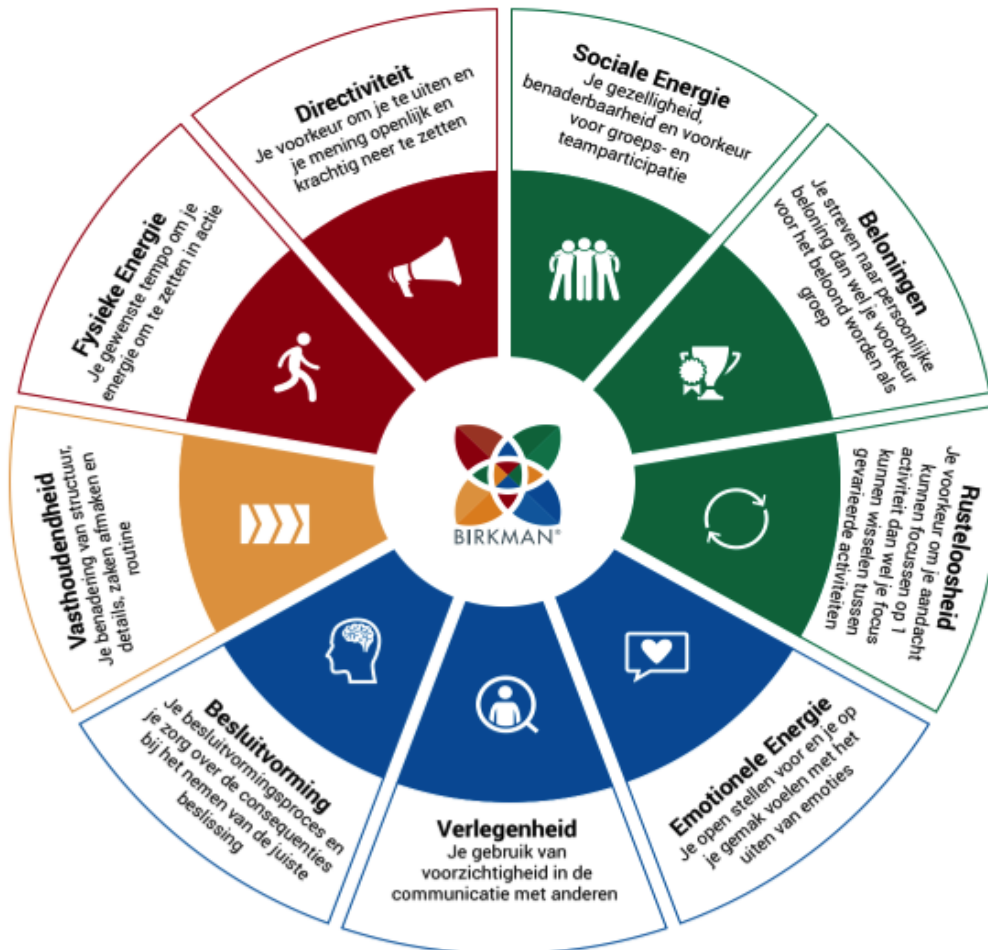 Directiviteit
Je voorkeur om je te uiten en
je mening openlijk en
krachtig neer te zetten
Sociale Energie
Je gezelligheid,
benaderbaarheid en voorkeur
voor groeps- en
teamparticipatie
Beloningen
Je streven naar persoonlijke
beloning dan wel je voorkeur
voor het beloond worden als
groep
Rusteloosheid
Je voorkeur om je aandacht
kunnen focussen op 1
activiteit dan wel je focus
kunnen wisselen tussen
gevarieerde activiteiten
Emotionele Energie
Je open stellen voor en je op
je gemak voelen met het
uiten van emoties
Verlegenheid
Je gebruik van
voorzichtigheid in de
communicatie met anderen
Besluitvorming
Je besluitvormingsproces en
je zorg over de consequenties
bij het nemen van de juiste
beslissing
Vasthoudendheid
Je benadering van structuur,
details, zaken afmaken en
routine
Fysieke Energie
Je gewenste tempo om je
energie om te zetten in actie
BIRKMAN®